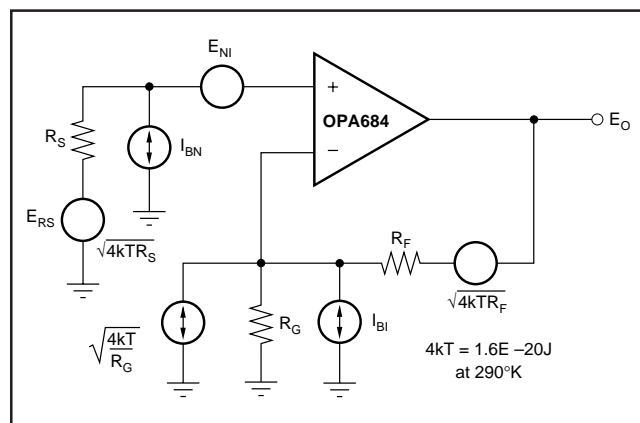 E_NI
+
OPA684
−
E_O
R_S
I_BN
E_RS
√4kTR_S
R_F
√4kTR_F
√4kT/R_G
R_G
I_BI
4kT = 1.6E –20J
at 290°K